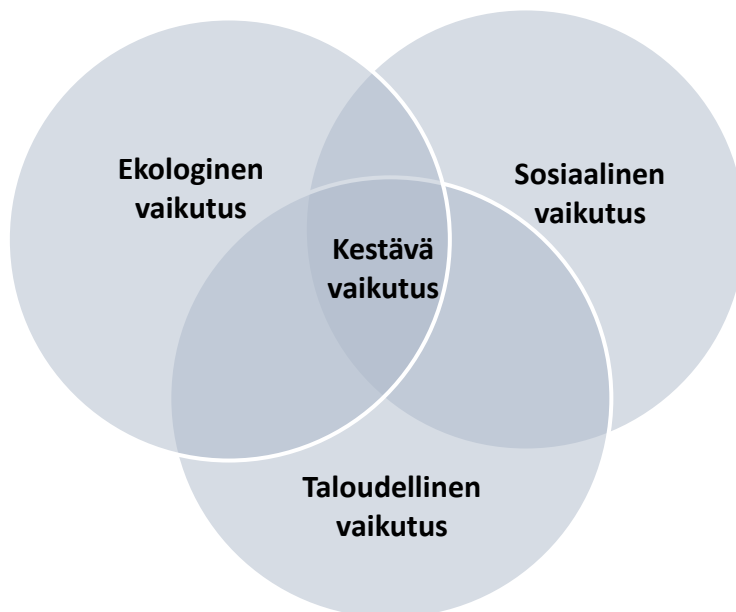 Ekologinen
vaikutus
Sosiaalinen
vaikutus
Kestävä
vaikutus
Taloudellinen
vaikutus